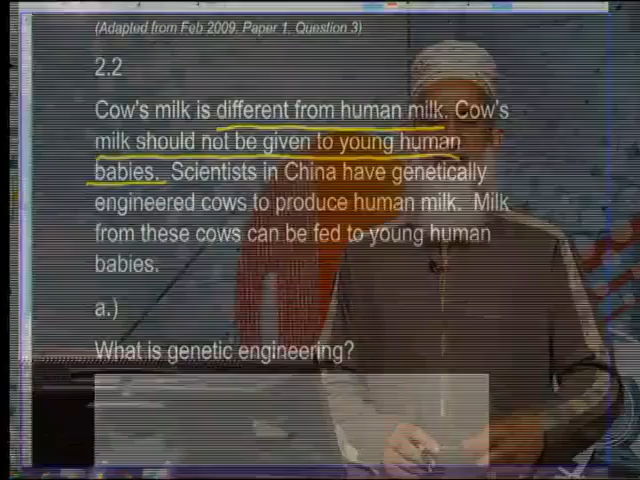 (Adapted from Feb 2009, Paper 1, Question 3)
2.2
Cow's milk is different from human milk. Cow's
milk should not be given to young human
babies. Scientists in China have genetically
engineered cows to produce human milk. Milk
from these cows can be fed to young human
babies.
a.)
What is genetic engineering?